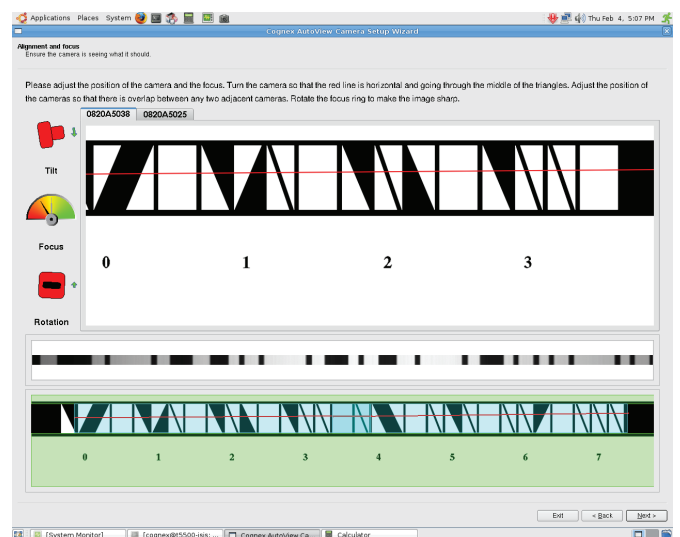 Applications Places System Thu Feb 4, 5:07 PM
Cognex AutoView Camera Setup Wizard
Alignment and focus
Ensure the camera is seeing what it should.
Please adjust the position of the camera and the focus. Turn the camera so that the red line is horizontal and going through the middle of the triangles. Adjust the position of
the cameras so that there is overlap between any two adjacent cameras. Rotate the focus ring to make the image sharp.
0820A5038 0820A5025
Tilt
Focus
Rotation
0 1 2 3
0 1 2 3 4 5 6 7
Exit < Back Next >
[System Monitor] [cognex@t5500-isis: ... Cognex AutoView Ca... Calculator